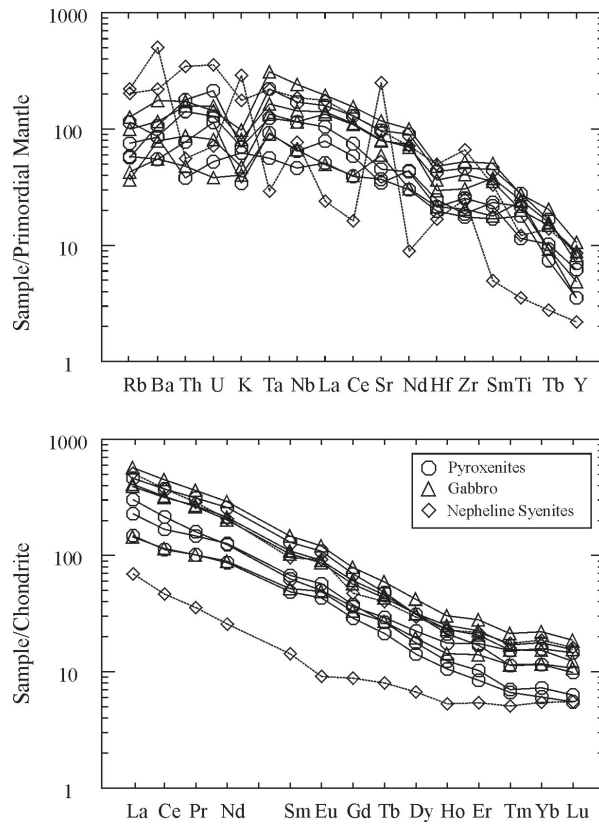 Sample/Primordial Mantle
1000
100
10
1
Rb Ba Th U K Ta Nb La Ce Sr Nd Hf Zr Sm Ti Tb Y
Sample/Chondrite
1000
100
10
1
Pyroxenites
Gabbro
Nepheline Syenites
La Ce Pr Nd Sm Eu Gd Tb Dy Ho Er Tm Yb Lu